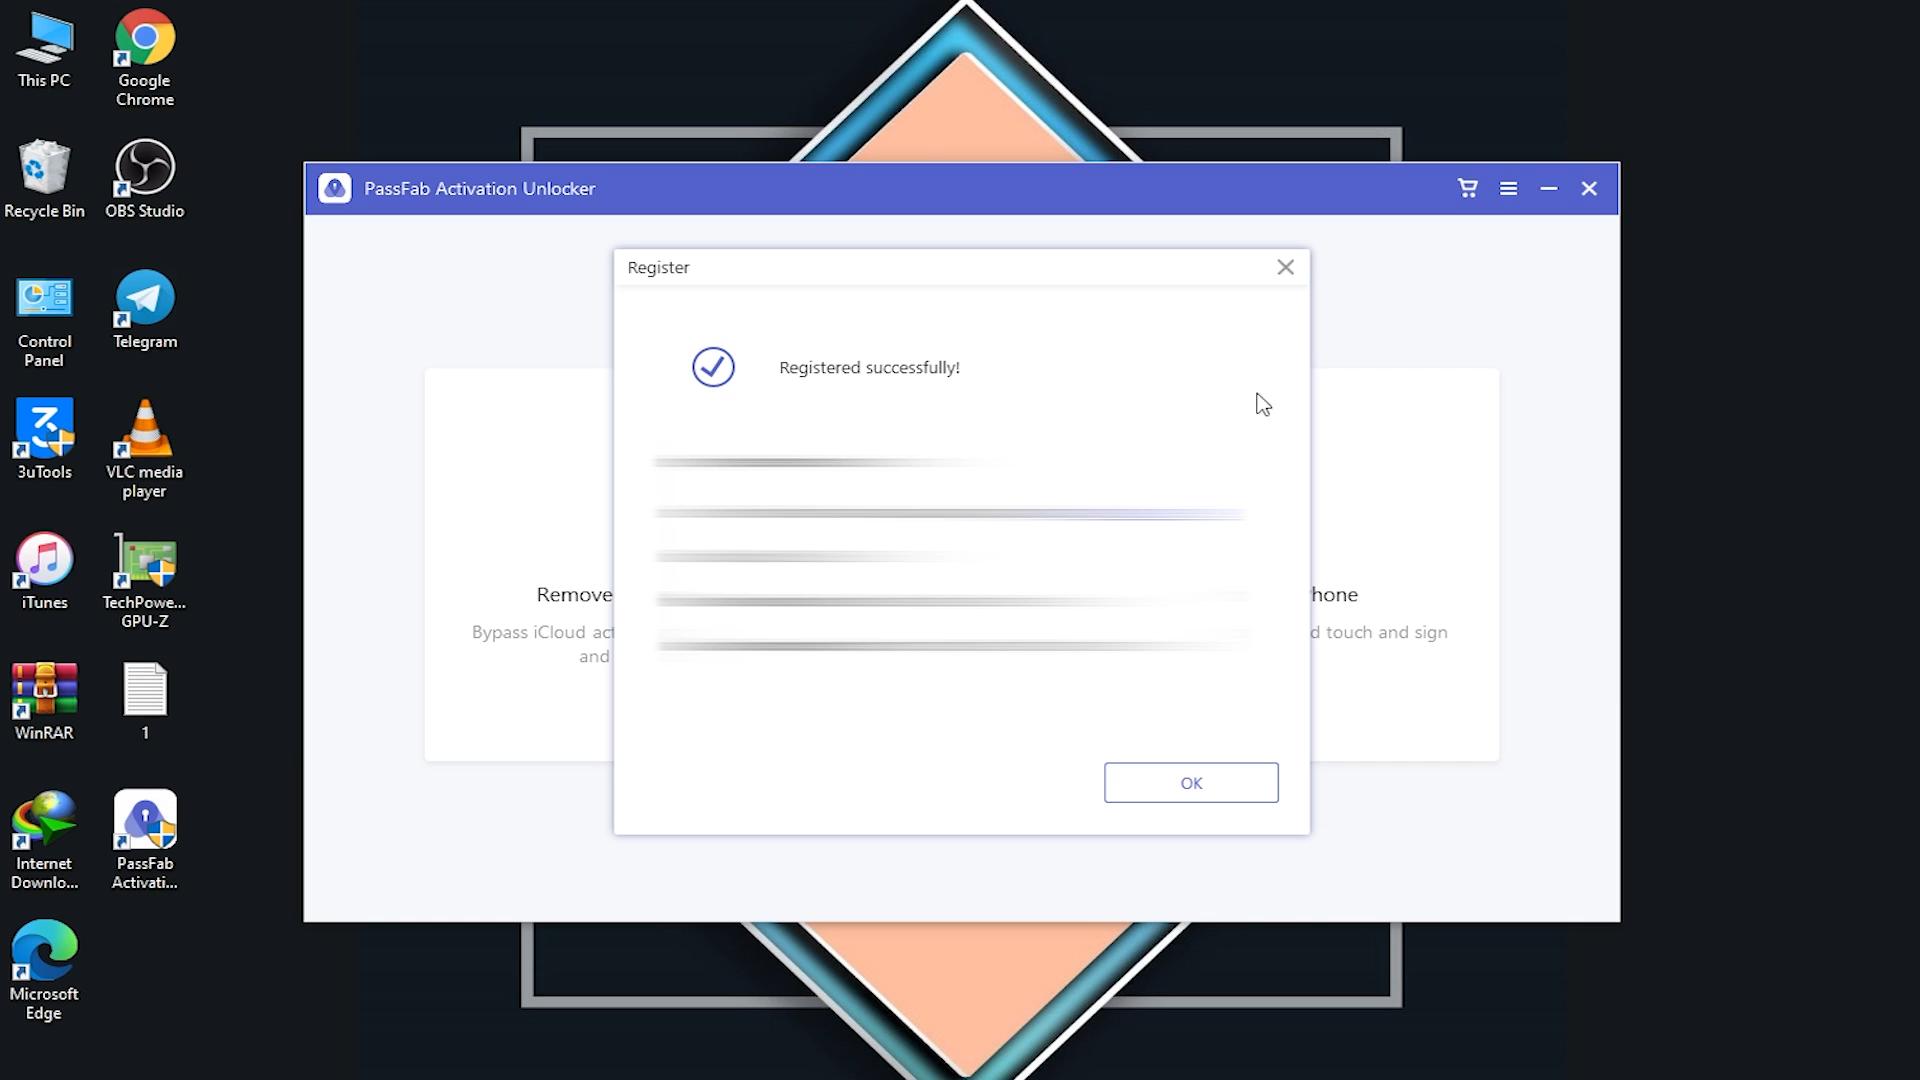 This PC
Google
Chrome
Recycle Bin
OBS Studio
Control
Panel
Telegram
3uTools
VLC media
player
iTunes
TechPowe...
GPU-Z
WinRAR
1
Internet
Downlo...
PassFab
Activati...
Microsoft
Edge
PassFab Activation Unlocker
Register
Registered successfully!
Remove
hone
Bypass iCloud act
d touch and sign
and
OK